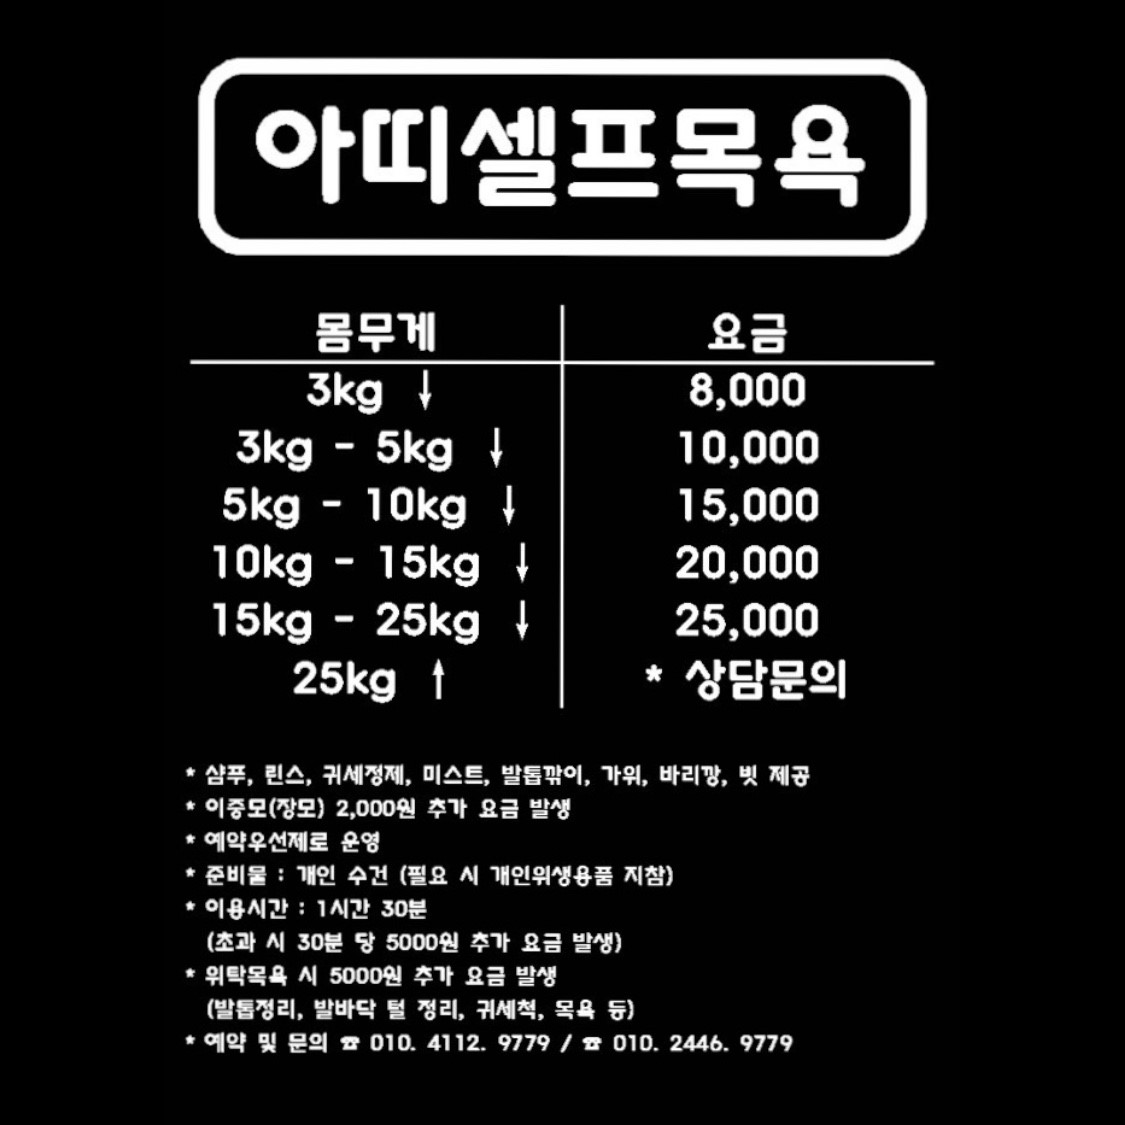 아띠셀프목욕
몸무게 요금
3kg ↓ 8,000
3kg - 5kg ↓ 10,000
5kg - 10kg ↓ 15,000
10kg - 15kg ↓ 20,000
15kg - 25kg ↓ 25,000
25kg ↑ * 상담문의
* 샴푸, 린스, 귀세정제, 미스트, 발톱깎이, 가위, 바리깡, 빗 제공
* 이중모(장모) 2,000원 추가 요금 발생
* 예약우선제로 운영
* 준비물 : 개인 수건 (필요 시 개인위생용품 지참)
* 이용시간 : 1시간 30분
(초과 시 30분 당 5000원 추가 요금 발생)
* 위탁목욕 시 5000원 추가 요금 발생
(발톱정리, 발바닥 털 정리, 귀세척, 목욕 등)
* 예약 및 문의 ☎ 010. 4112. 9779 / ☎ 010. 2446. 9779